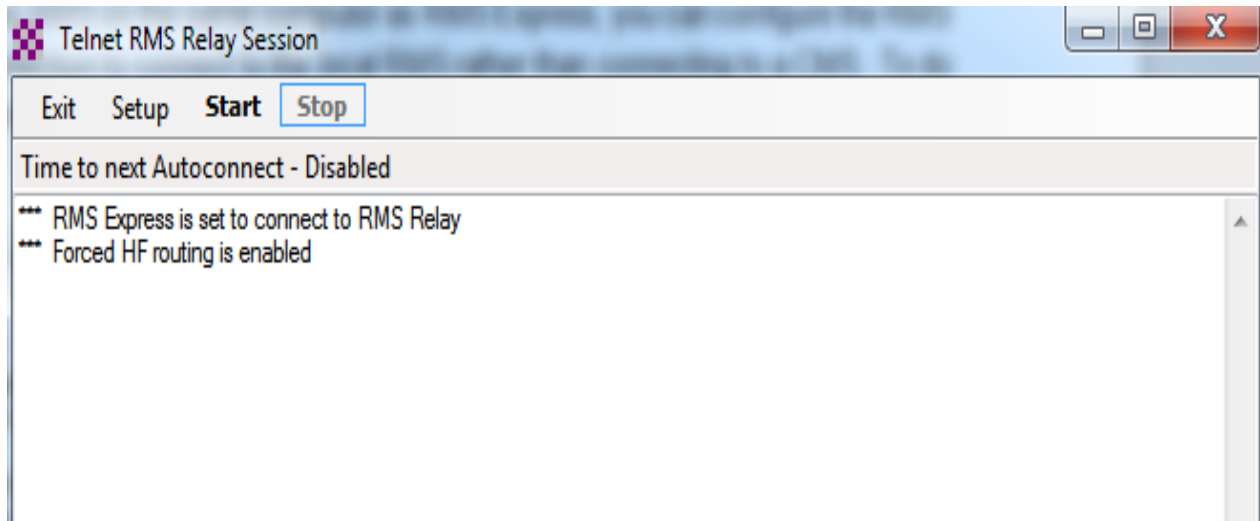 Telnet RMS Relay Session
X
Exit Setup Start Stop
Time to next Autoconnect - Disabled
*** RMS Express is set to connect to RMS Relay
*** Forced HF routing is enabled